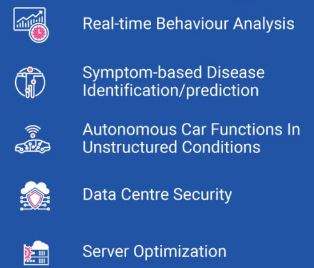 Real-time Behaviour Analysis
Symptom-based Disease
Identification/prediction
Autonomous Car Functions In
Unstructured Conditions
Data Centre Security
Server Optimization